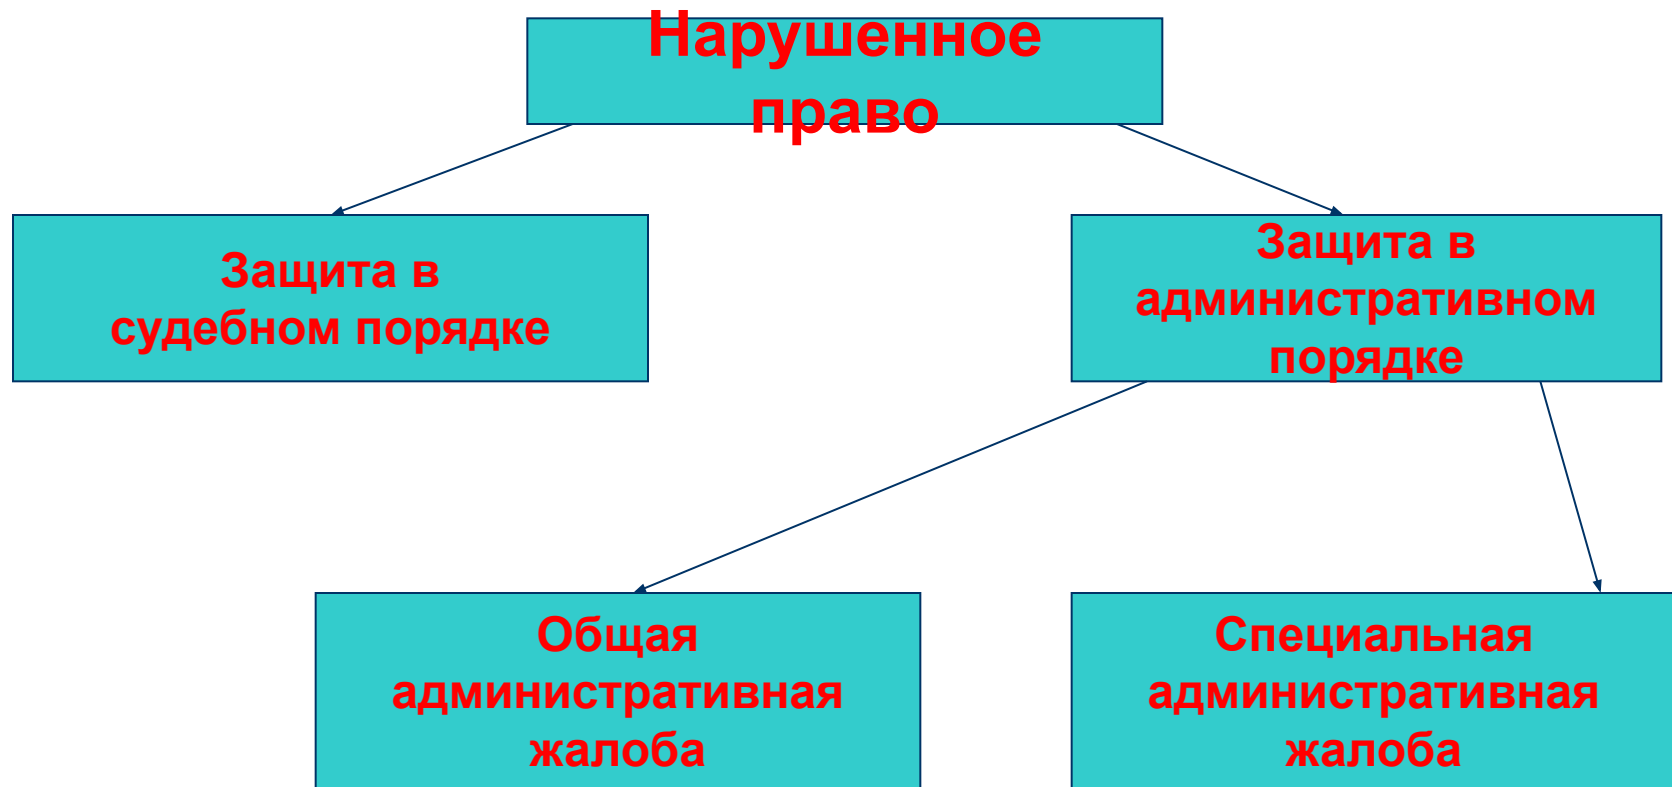 Нарушенное
право
Защита в
судебном порядке
Защита в
административном
порядке
Общая
административная
жалоба
Специальная
административная
жалоба